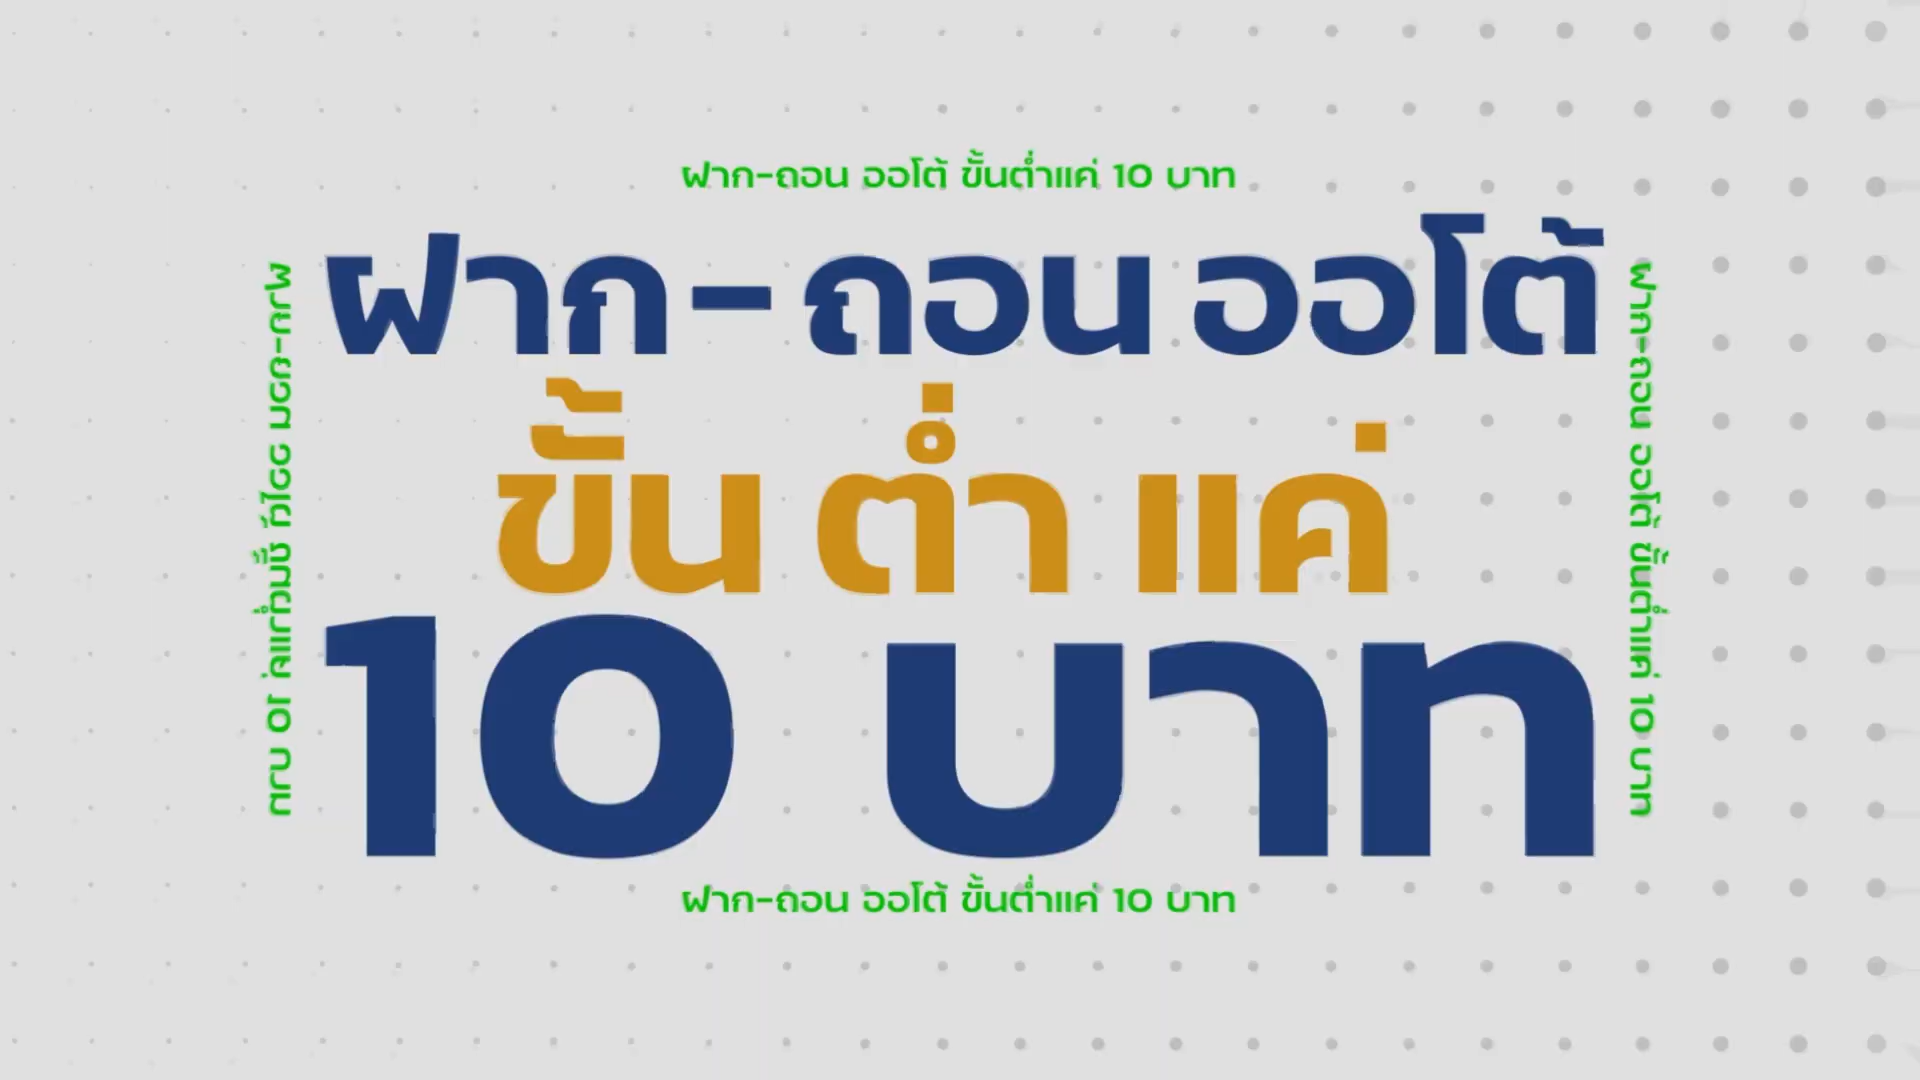 ฝาก-ถอน ออโต้ ขั้นต่ำแค่ 10 บาท
ฝาก-ถอน ออโต้
ขั้นต่ำแค่
10 บาท
ฝาก-ถอน ออโต้ ขั้นต่ำแค่ 10 บาท
ฝาก-ถอน ออโต้ ขั้นต่ำแค่ 10 บาท
ฝาก-ถอน ออโต้ ขั้นต่ำแค่ 10 บาท